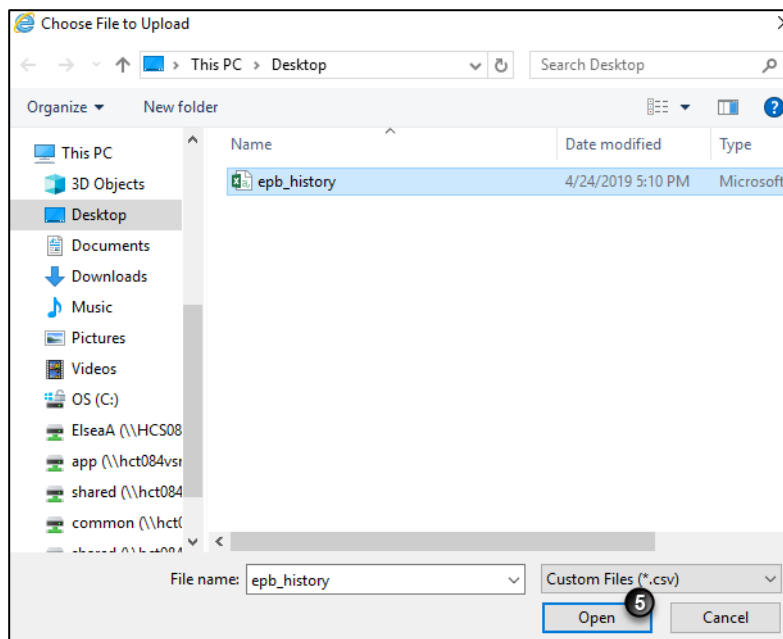 Choose File to Upload
This PC > Desktop
Search Desktop
Organize
New folder
?
Name
Date modified
Type
epb_history
4/24/2019 5:10 PM
Microsoft
This PC
3D Objects
Desktop
Documents
Downloads
Music
Pictures
Videos
OS (C:)
ElseaA (\\HCS08
app (\\hct084vsr
shared (\\hct084
common (\\hct(
File name:
epb_history
Custom Files (*.csv)
5
Open
Cancel